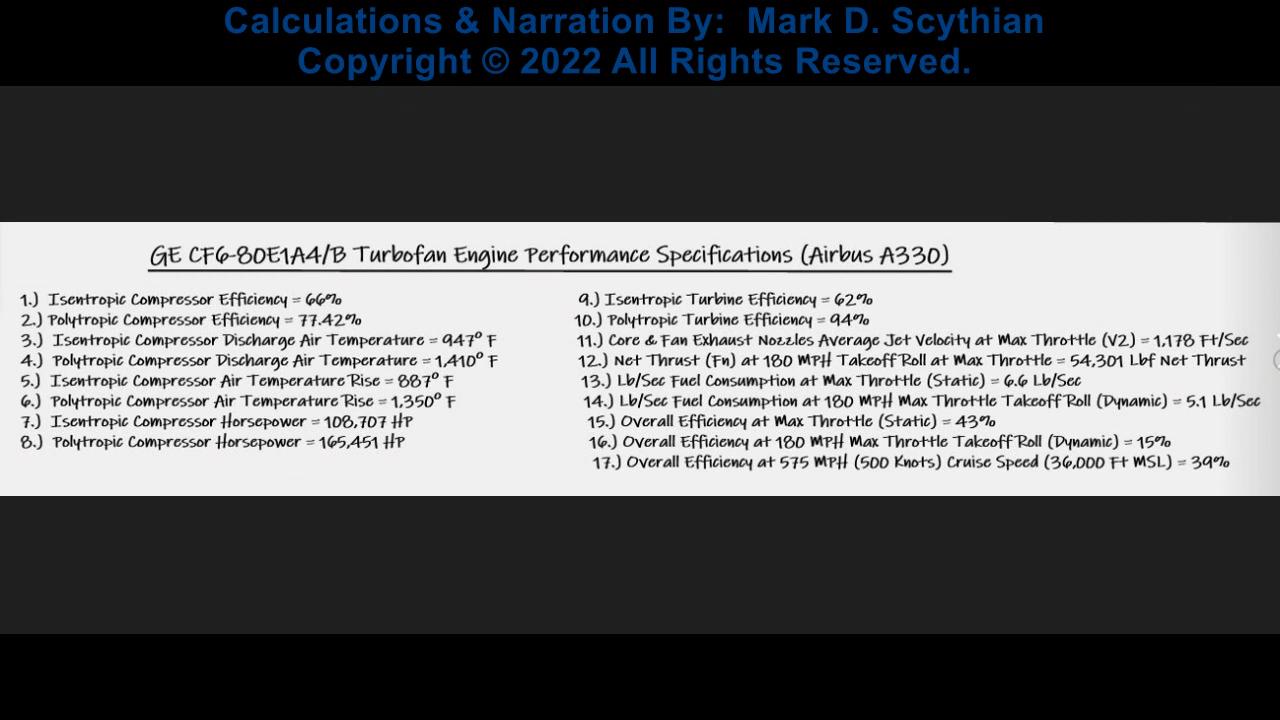 Calculations & Narration By: Mark D. Scythian
Copyright © 2022 All Rights Reserved.
GE CF6-80E1A4/B Turbofan Engine Performance Specifications (Airbus A330)
1.) Isentropic Compressor Efficiency = 66%
2.) Polytropic Compressor Efficiency = 77.42%
3.) Isentropic Compressor Discharge Air Temperature = 947° F
4.) Polytropic Compressor Discharge Air Temperature = 1,410° F
5.) Isentropic Compressor Air Temperature Rise = 887° F
6.) Polytropic Compressor Air Temperature Rise = 1,350° F
7.) Isentropic Compressor Horsepower = 108,707 HP
8.) Polytropic Compressor Horsepower = 165,451 HP
9.) Isentropic Turbine Efficiency = 62%
10.) Polytropic Turbine Efficiency = 94%
11.) Core & Fan Exhaust Nozzles Average Jet Velocity at Max Throttle (V2) = 1,178 Ft/Sec
12.) Net Thrust (Fn) at 180 MPH Takeoff Roll at Max Throttle = 54,301 Lbf Net Thrust
13.) Lb/Sec Fuel Consumption at Max Throttle (Static) = 6.6 Lb/Sec
14.) Lb/Sec Fuel Consumption at 180 MPH Max Throttle Takeoff Roll (Dynamic) = 5.1 Lb/Sec
15.) Overall Efficiency at Max Throttle (Static) = 43%
16.) Overall Efficiency at 180 MPH Max Throttle Takeoff Roll (Dynamic) = 15%
17.) Overall Efficiency at 575 MPH (500 Knots) Cruise Speed (36,000 Ft MSL) = 39%